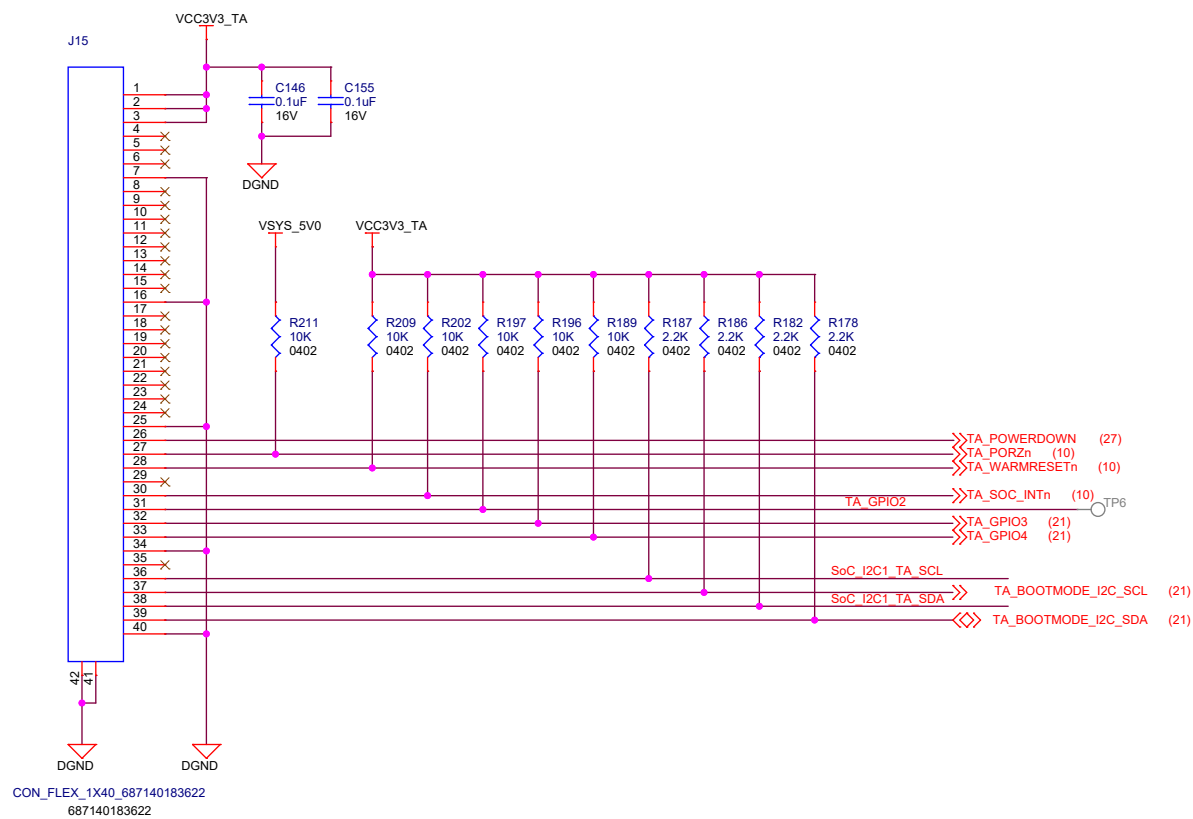 VCC3V3_TA
J15
1
2
3
4
5
6
7
8
9
10
11
12
13
14
15
16
17
18
19
20
21
22
23
24
25
26
27
28
29
30
31
32
33
34
35
36
37
38
39
40
42
41
C146
0.1uF
16V
C155
0.1uF
16V
DGND
VSYS_5V0
VCC3V3_TA
R211
10K
0402
R209
10K
0402
R202
10K
0402
R197
10K
0402
R196
10K
0402
R189
10K
0402
R187
2.2K
0402
R186
2.2K
0402
R182
2.2K
0402
R178
2.2K
0402
TA_POWERDOWN (27)
TA_PORZn (10)
TA_WARMRESETn (10)
TA_SOC_INTn (10)
TA_GPIO2
TP6
TA_GPIO3 (21)
TA_GPIO4 (21)
SoC_I2C1_TA_SCL
TA_BOOTMODE_I2C_SCL (21)
SoC_I2C1_TA_SDA
TA_BOOTMODE_I2C_SDA (21)
DGND
DGND
CON_FLEX_1X40_687140183622
687140183622